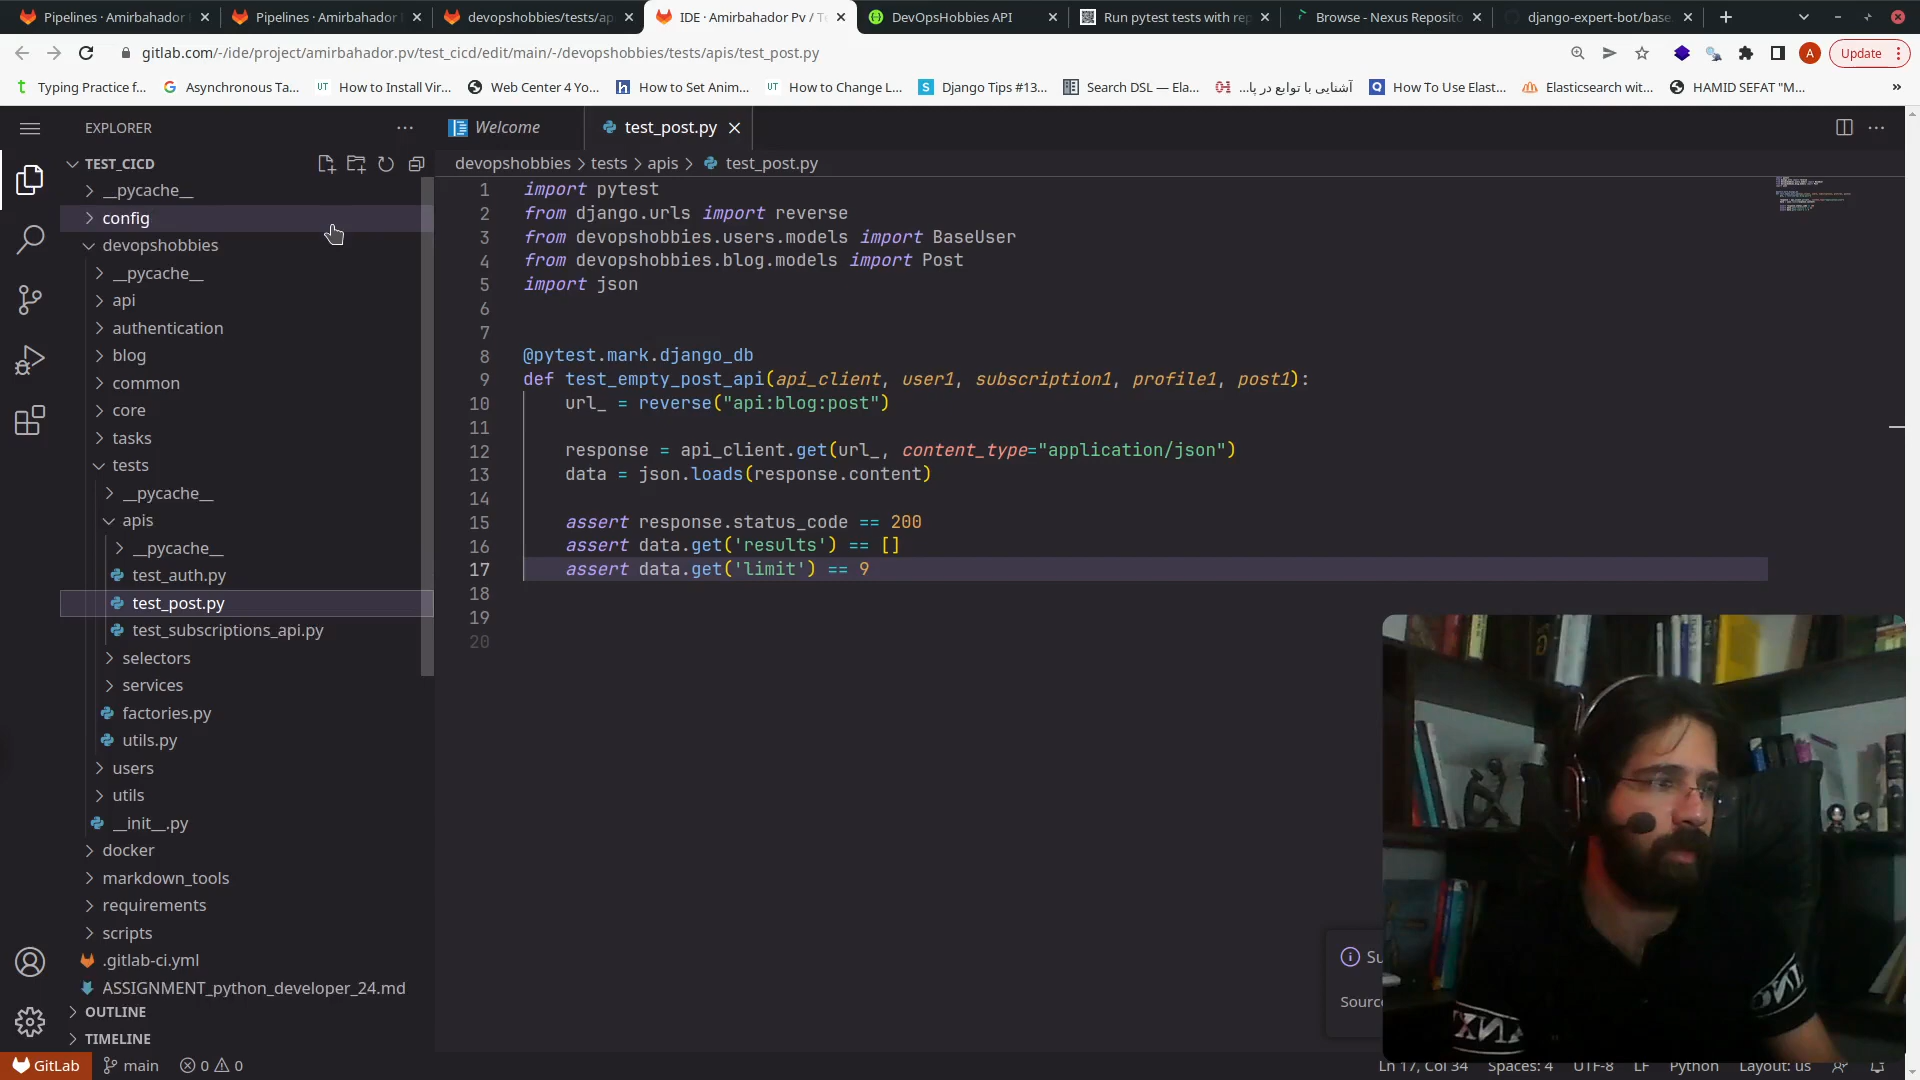 Pipelines · Amirbahador
Pipelines · Amirbahador P
devopshobbies/tests/ap
IDE · Amirbahador Pv / Te
DevOpsHobbies API
Run pytest tests with rep
Browse - Nexus Reposito
django-expert-bot/base.
gitlab.com/-/ide/project/amirbahador.pv/test_cicd/edit/main/-/devopshobbies/tests/apis/test_post.py
A
Update
Typing Practice f...
Asynchronous Ta...
UT How to Install Vir...
Web Center 4 Yo...
How to Set Anim...
UT How to Change L...
Django Tips #13...
Search DSL — Ela...
آشنایی با توابع در پا...
How To Use Elast...
Elasticsearch wit...
HAMID SEFAT "M...
EXPLORER
Welcome
test_post.py
TEST_CICD
devopshobbies > tests > apis > test_post.py
__pycache__
config
devopshobbies
__pycache__
api
authentication
blog
common
core
tasks
tests
__pycache__
apis
__pycache__
test_auth.py
test_post.py
test_subscriptions_api.py
selectors
services
factories.py
utils.py
users
utils
__init__.py
docker
markdown_tools
requirements
scripts
.gitlab-ci.yml
ASSIGNMENT_python_developer_24.md
OUTLINE
TIMELINE
1 import pytest
2 from django.urls import reverse
3 from devopshobbies.users.models import BaseUser
4 from devopshobbies.blog.models import Post
5 import json
6
7
8 @pytest.mark.django_db
9 def test_empty_post_api(api_client, user1, subscription1, profile1, post1):
10 url_ = reverse("api:blog:post")
11
12 response = api_client.get(url_, content_type="application/json")
13 data = json.loads(response.content)
14
15 assert response.status_code == 200
16 assert data.get('results') == []
17 assert data.get('limit') == 9
18
19
20
Su
Sourc
GitLab
main
0 0
Ln 17, Col 34
Spaces: 4
UTF-8
LF
Python
Layout: us